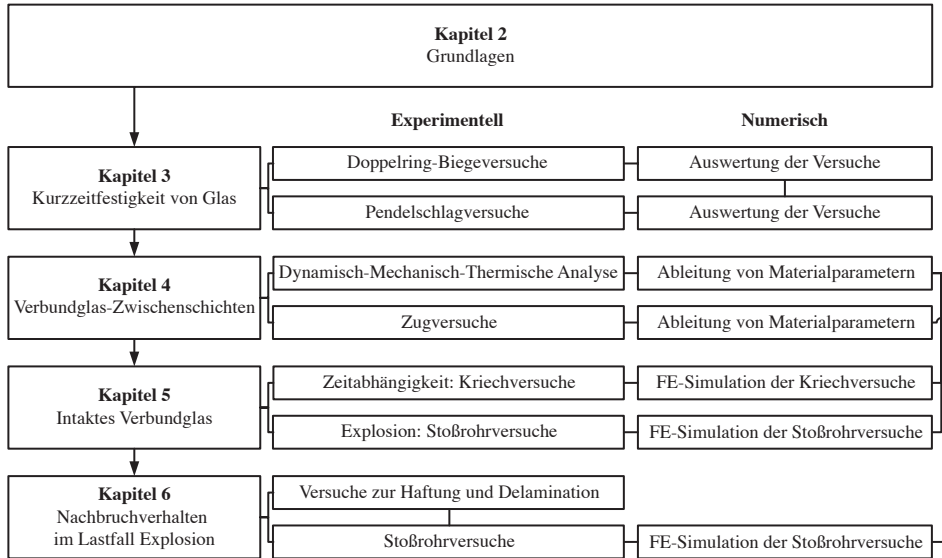 Kapitel 2
Grundlagen
Experimentell
Numerisch
Kapitel 3
Kurzzeitfestigkeit von Glas
Doppelring-Biegeversuche
Auswertung der Versuche
Pendelschlagversuche
Auswertung der Versuche
Kapitel 4
Verbundglas-Zwischenschichten
Dynamisch-Mechanisch-Thermische Analyse
Ableitung von Materialparametern
Zugversuche
Ableitung von Materialparametern
Kapitel 5
Intaktes Verbundglas
Zeitabhängigkeit: Kriechversuche
FE-Simulation der Kriechversuche
Explosion: Stoßrohrversuche
FE-Simulation der Stoßrohrversuche
Kapitel 6
Nachbruchverhalten
im Lastfall Explosion
Versuche zur Haftung und Delamination
Stoßrohrversuche
FE-Simulation der Stoßrohrversuche